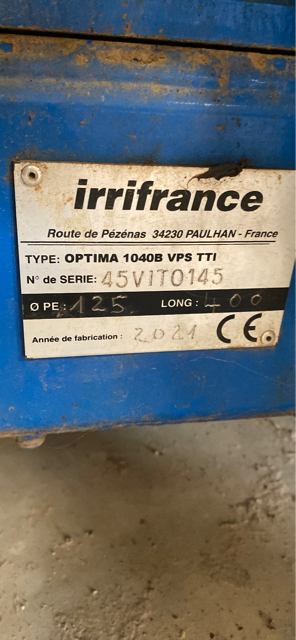 irrifrance
Route de Pézénas 34230 PAULHAN - France
TYPE: OPTIMA 1040B VPS TTI
N° de SERIE: 45VIT0145
Ø PE: 125 LONG: 400
Année de fabrication: 2021 CE